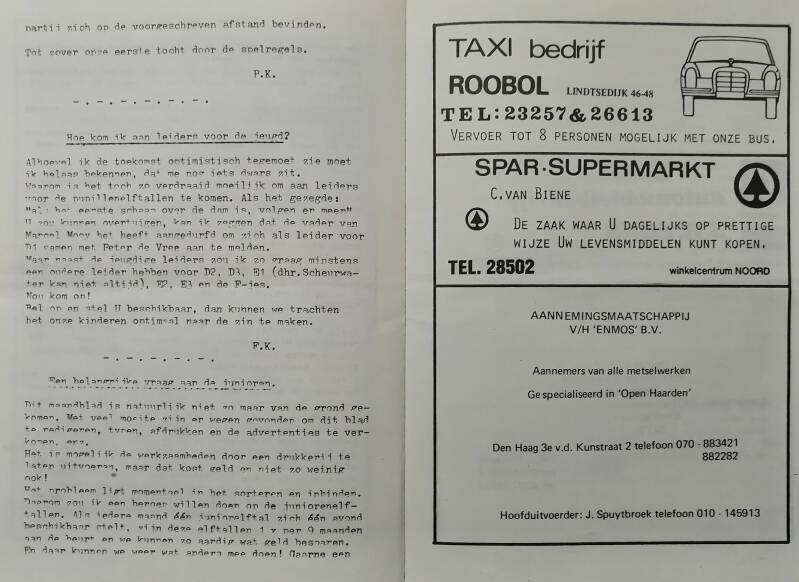 partij zich op de voorgeschreven afstand bevinden.
Tot zover onze eerste tocht door de spelregels.
P.K.
-.-.-.-.-.-.-
Hoe kom ik aan leiders voor de jeugd?
Alhoewel ik de toekomst optimistisch tegemoet zie moet
ik helaas bekennen, dat me nog iets dwars zit.
Waarom is het toch zo verdraaid moeilijk om aan leiders
voor de pupillenelftallen te komen. Als het gezegde:
"Als het eerste schaap over de dam is, volgen er meer"
U zou kunnen overtuigen, kan ik zeggen dat de vader van
Marcel Mooy het heeft aangedurfd om zich als leider voor
D1 samen met Peter de Vree aan te melden.
Maar naast de jeugdige leiders zou ik zo graag minstens
een oudere leider hebben voor D2, D3, E1 (dhr.Scheurwa-
ter kan niet altijd), E2, E3 en de F-jes.
Nou kom on!
Bel op en stel U beschikbaar, dan kunnen we trachten
het onze kinderen optimaal naar de zin te maken.
F.K.
-.-.-.-.-.-
Een belangrijke vraag aan de junioren.
Dit maandblad is natuurlijk niet zo maar van de grond ge-
komen. Met veel moeite zijn er wegen gevonden om dit blad
te redigeren, typen, afdrukken en de advertenties te ver-
kopen, enz.
Het is mogelijk de werkzaamheden door een drukkerij te
laten uitvoeren, maar dat kost geld en niet zo weinig
ook!
Het probleem ligt momenteel in het sorteren en inbinden.
Daarom zou ik een beroep willen doen op de juniorenelf-
tallen. Als iedere maand één juniorelftal zich één avond
beschikbaar stelt, zijn deze elftallen 1 x per 9 maanden
aan de beurt en we kunnen zo aardig wat geld besparen.
En daar kunnen we weer wat anders mee doen! Gaarne een
TAXI bedrijf
ROOBOL LINDTSEDIJK 46-48
TEL: 23257 & 26613
VERVOER TOT 8 PERSONEN MOGELIJK MET ONZE BUS.
SPAR·SUPERMARKT
C. VAN BIENE
DE ZAAK WAAR U DAGELIJKS OP PRETTIGE
WIJZE UW LEVENSMIDDELEN KUNT KOPEN.
TEL. 28502 winkelcentrum NOORD
AANNEMINGSMAATSCHAPPIJ
V/H 'ENMOS' B.V.
Aannemers van alle metselwerken
Gespecialiseerd in 'Open Haarden'
Den Haag 3e v.d. Kunstraat 2 telefoon 070 - 883421
882282
Hoofduitvoerder: J. Spuytbroek telefoon 010 - 145913